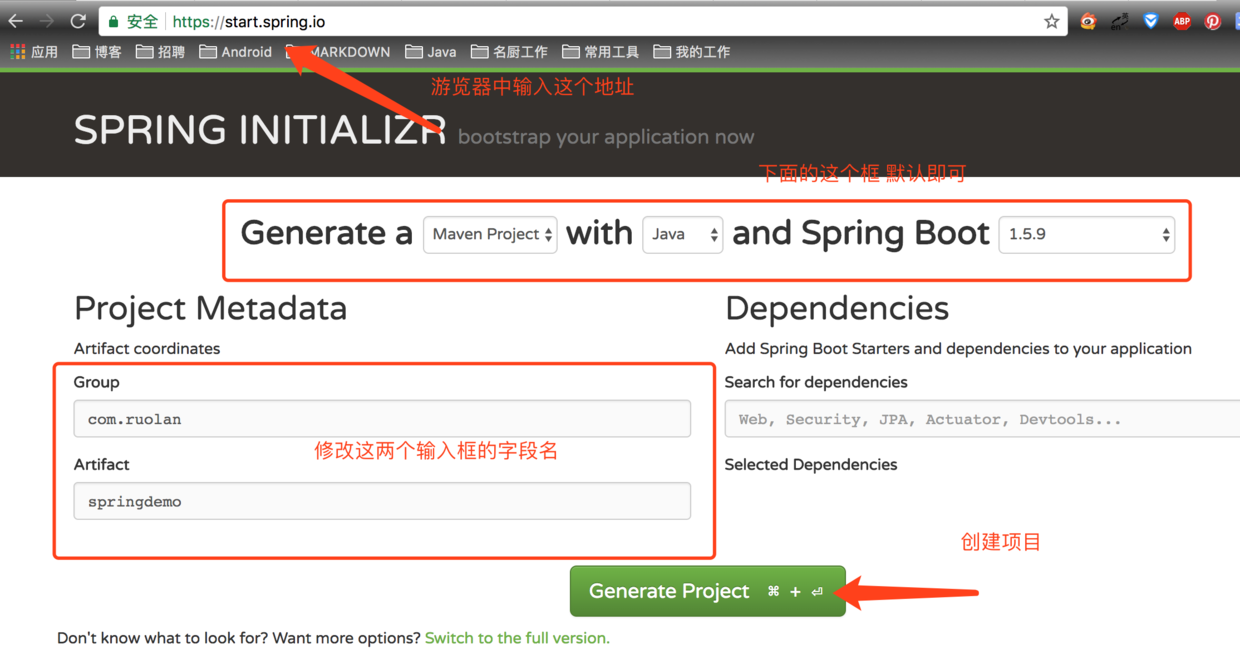 安全 https://start.spring.io ABP
应用 博客 招聘 Android MARKDOWN Java 名厨工作 常用工具 我的工作
游览器中输入这个地址
SPRING INITIALIZR bootstrap your application now
下面的这个框 默认即可
Generate a Maven Project with Java and Spring Boot 1.5.9
Project Metadata
Artifact coordinates
Group
com.ruolan
修改这两个输入框的字段名
Artifact
springdemo
Dependencies
Add Spring Boot Starters and dependencies to your application
Search for dependencies
Web, Security, JPA, Actuator, Devtools...
Selected Dependencies
创建项目
Generate Project ⌘ + ⏎
Don't know what to look for? Want more options? Switch to the full version.